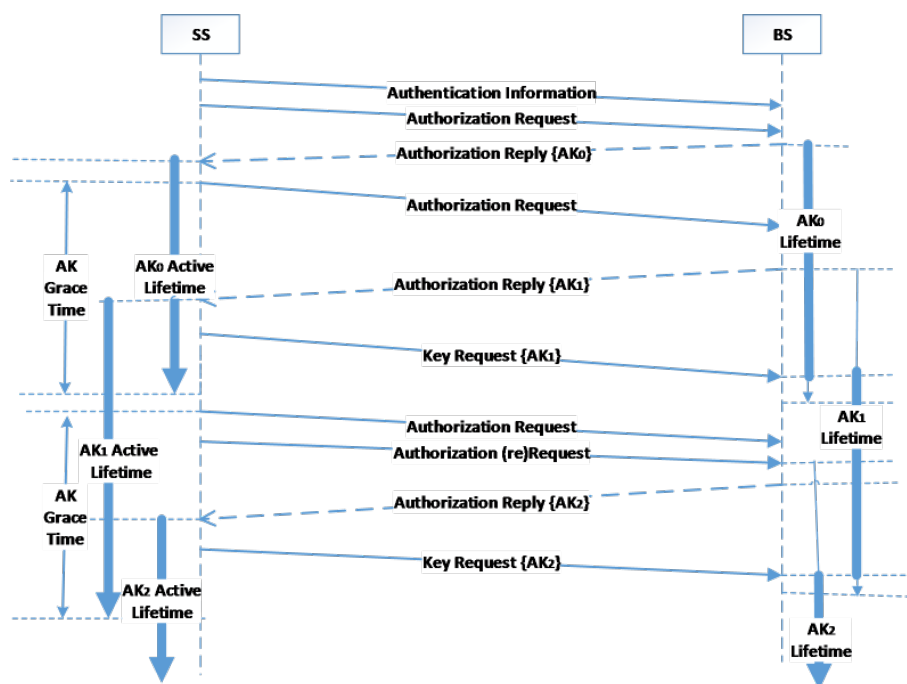 SS
BS
Authentication Information
Authorization Request
Authorization Reply {AK₀}
Authorization Request
AK₀
Lifetime
AK
Grace
Time
AK₀ Active
Lifetime
Authorization Reply {AK₁}
Key Request {AK₁}
Authorization Request
AK₁
Lifetime
AK₁ Active
Lifetime
Authorization (re)Request
AK
Grace
Time
Authorization Reply {AK₂}
Key Request {AK₂}
AK₂ Active
Lifetime
AK₂
Lifetime